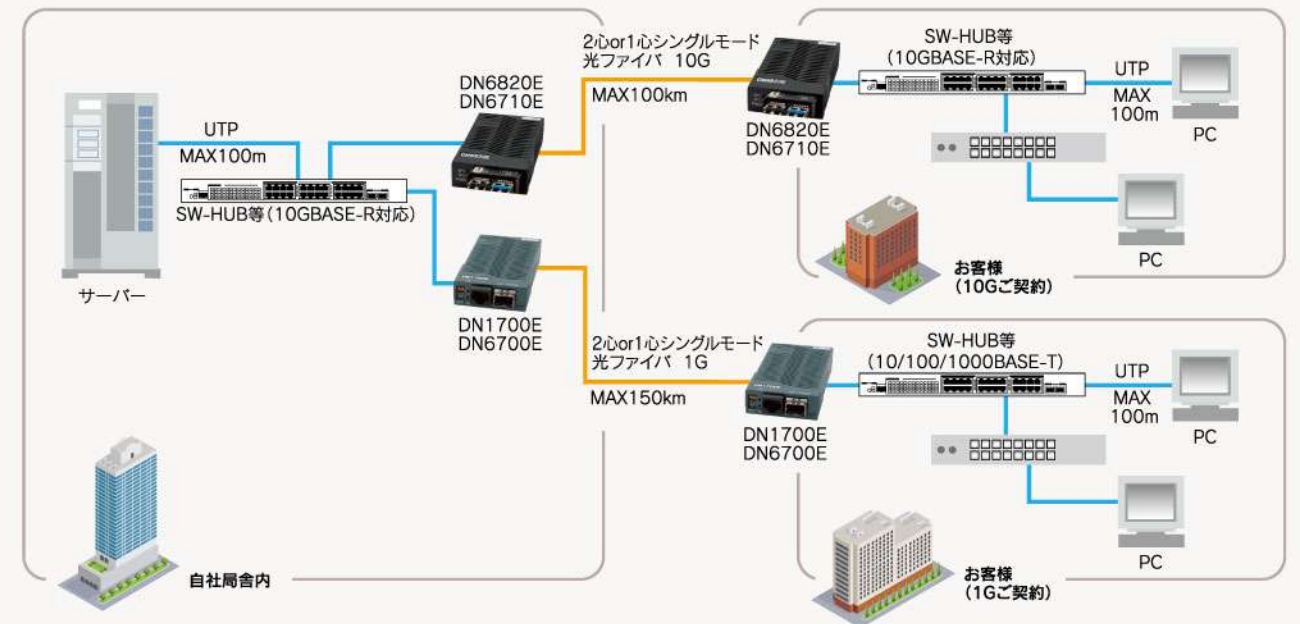 サーバー
UTP
MAX100m
SW-HUB等(10GBASE-R対応)
DN6820E
DN6710E
DN1700E
DN6700E
自社局舎内
2心or1心シングルモード
光ファイバ 10G
MAX100km
DN6820E
DN6710E
SW-HUB等
(10GBASE-R対応)
UTP
MAX
100m
PC
PC
お客様
(10Gご契約)
2心or1心シングルモード
光ファイバ 1G
MAX150km
DN1700E
DN6700E
SW-HUB等
(10/100/1000BASE-T)
UTP
MAX
100m
PC
PC
お客様
(1Gご契約)